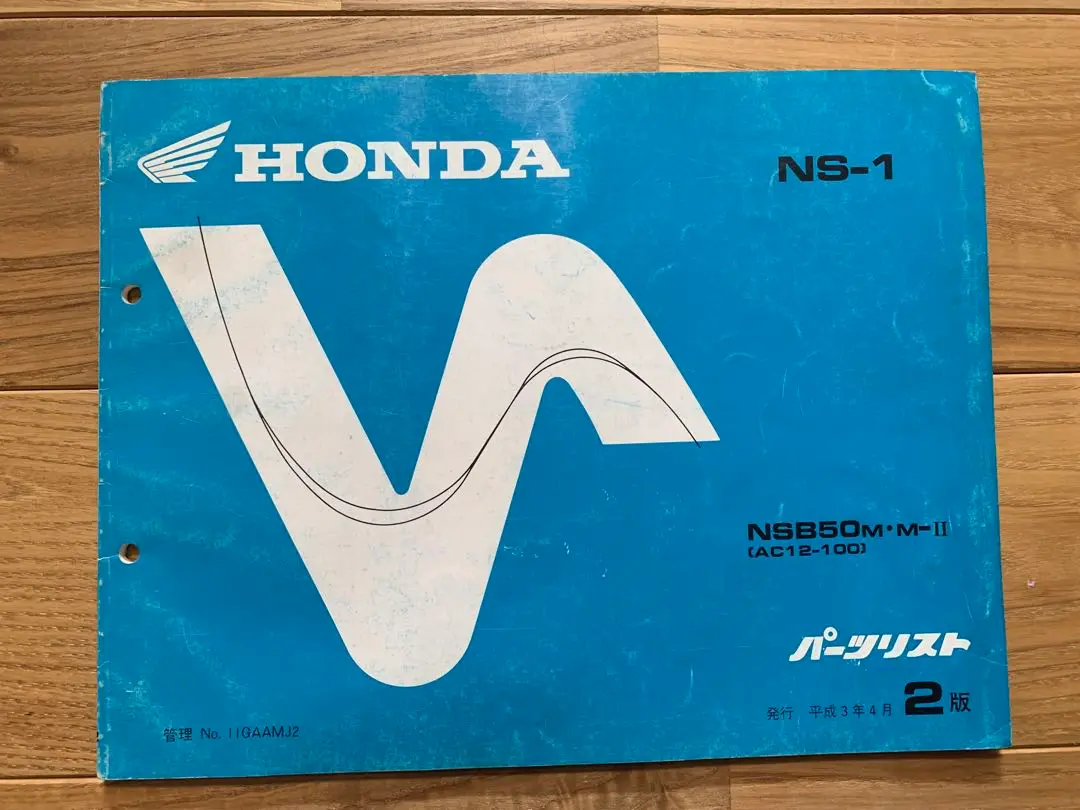 HONDA
NS-1
NSB50M・M-II
(AC12-100)
パーツリスト
発行 平成3年4月 2版
管理 No. 11GAAMJ2